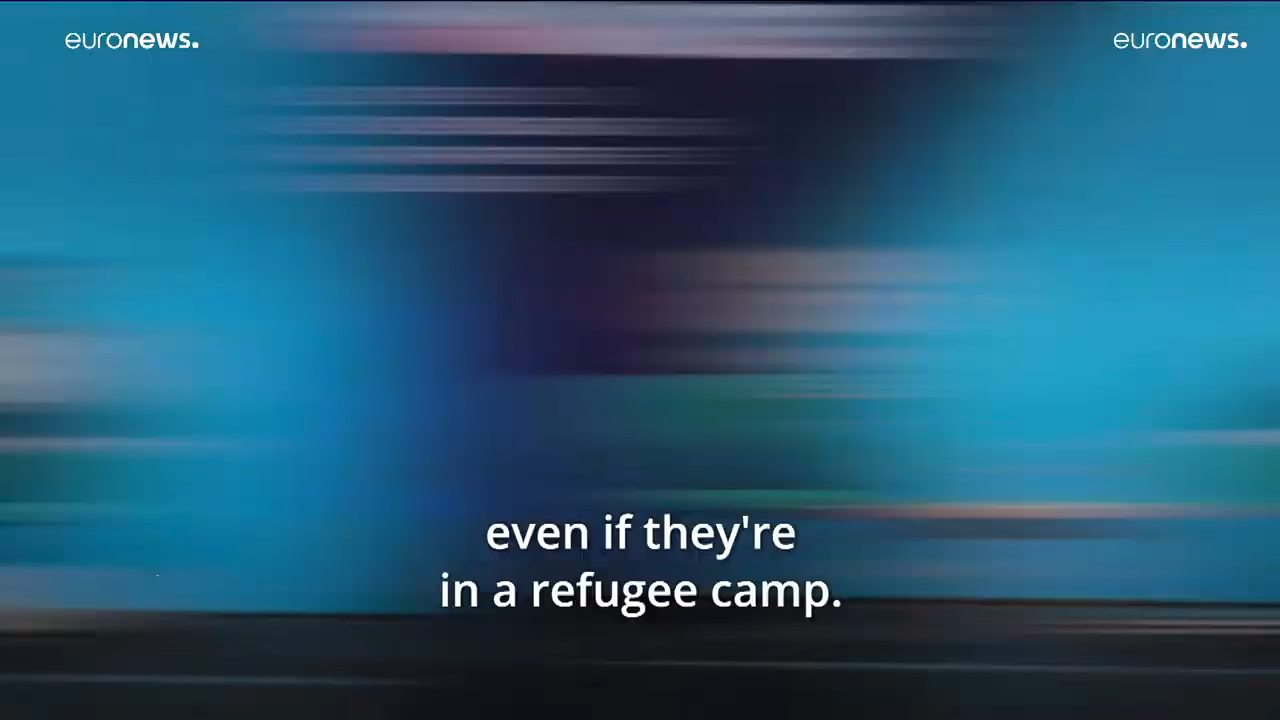 euronews.
euronews.
even if they're
in a refugee camp.